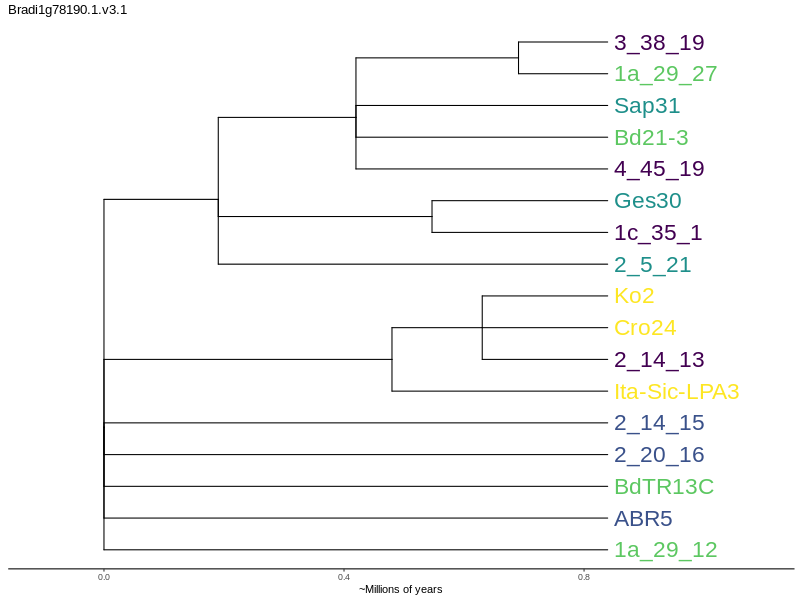 Bradi1g78190.1.v3.1
3_38_19
1a_29_27
Sap31
Bd21-3
4_45_19
Ges30
1c_35_1
2_5_21
Ko2
Cro24
2_14_13
Ita-Sic-LPA3
2_14_15
2_20_16
BdTR13C
ABR5
1a_29_12
0.0 0.4 0.8
~Millions of years